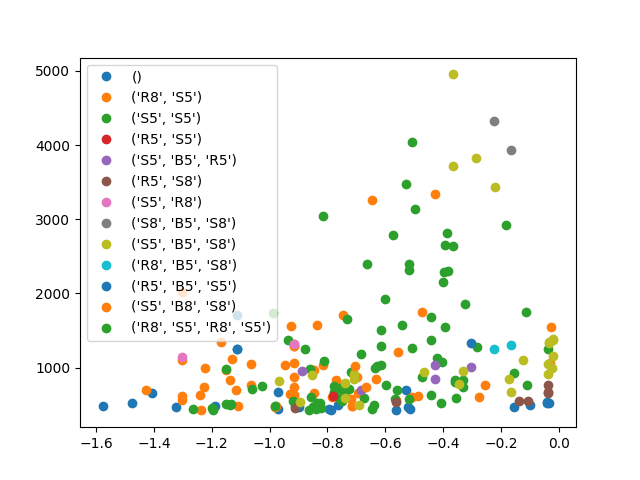 5000
4000
3000
2000
1000
()
('R8', 'S5')
('S5', 'S5')
('R5', 'S5')
('S5', 'B5', 'R5')
('R5', 'S8')
('S5', 'R8')
('S8', 'B5', 'S8')
('S5', 'B5', 'S8')
('R8', 'B5', 'S8')
('R5', 'B5', 'S5')
('S5', 'B8', 'S8')
('R8', 'S5', 'R8', 'S5')
−1.6 −1.4 −1.2 −1.0 −0.8 −0.6 −0.4 −0.2 0.0